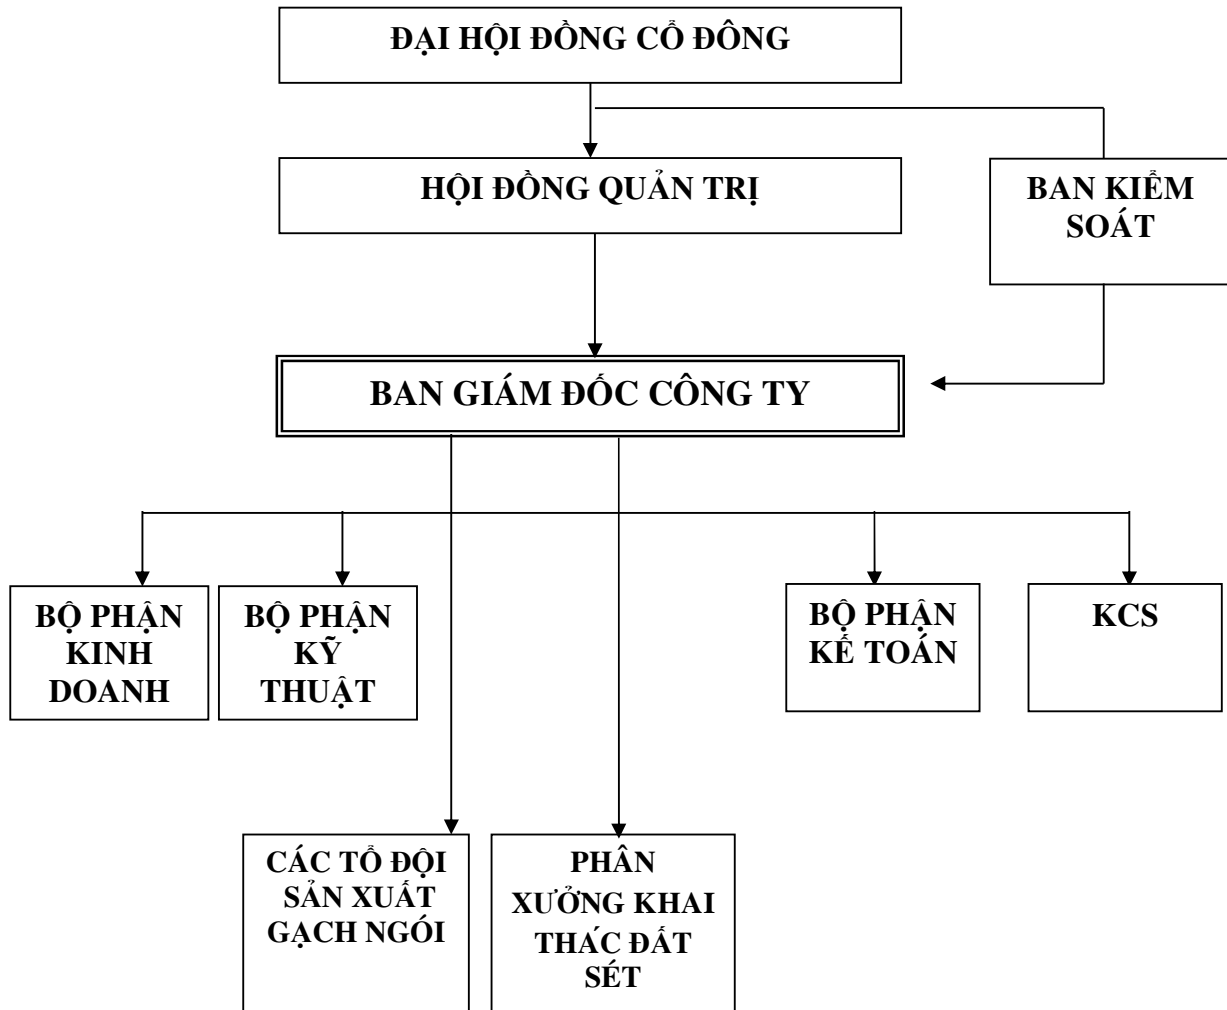 ĐẠI HỘI ĐỒNG CỔ ĐÔNG
HỘI ĐỒNG QUẢN TRỊ
BAN KIỂM
SOÁT
BAN GIÁM ĐỐC CÔNG TY
BỘ PHẬN
KINH
DOANH
BỘ PHẬN
KỸ
THUẬT
BỘ PHẬN
KẾ TOÁN
KCS
CÁC TỔ ĐỘI
SẢN XUẤT
GẠCH NGÓI
PHÂN
XƯỞNG KHAI
THÁC ĐẤT
SÉT